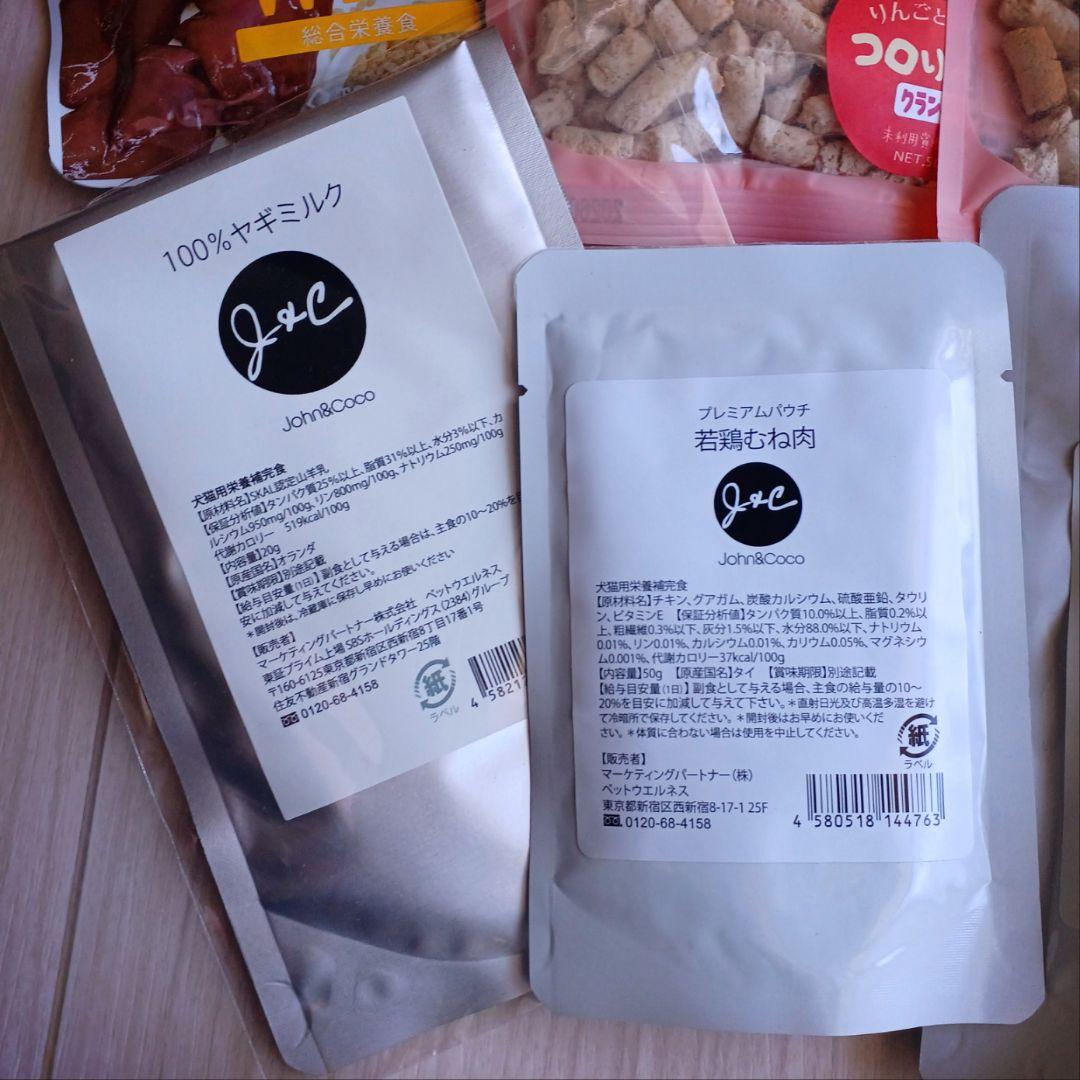 総合栄養食
りんごと
コロリ
クラン
未利用資
NET.5
100%ヤギミルク
J&C
John&Coco
犬猫用栄養補完食
【原材料名】SKAL認定山羊乳
【保証分析値】タンパク質25%以上、脂質31%以上、水分3%以下、カ
ルシウム950mg/100g、リン800mg/100g、ナトリウム250mg/100g
代謝カロリー 519kcal/100g
【内容量】20g
【原産国名】オランダ
【賞味期限】別途記載
【給与目安量(1日)】副食として与える場合は、主食の10〜20%を目
安に加減して与えてください。
＊開封後は、冷蔵庫に保存し早めにお使いください
【販売者】
マーケティングパートナー株式会社 ペットウエルネス
東証プライム上場 SBSホールディングス(2384)グループ
〒160-6125東京都新宿区西新宿8丁目17番1号
住友不動産新宿グランドタワー25階
0120-68-4158
紙
ラベル
4 58213
プレミアムパウチ
若鶏むね肉
J&C
John&Coco
犬猫用栄養補完食
【原材料名】チキン、グアガム、炭酸カルシウム、硫酸亜鉛、タウリ
ン、ビタミンE 【保証分析値】タンパク質10.0%以上、脂質0.2%以
上、粗繊維0.3%以下、灰分1.5%以下、水分88.0%以下、ナトリウム
0.01%、リン0.01%、カルシウム0.01%、カリウム0.05%、マグネシウ
ム0.001%、代謝カロリー37kcal/100g
【内容量】50g 【原産国名】タイ 【賞味期限】別途記載
【給与目安量(1日)】副食として与える場合、主食の給与量の10〜
20%を目安に加減して与えて下さい。＊直射日光及び高温多湿を避け
て冷暗所で保存してください。＊開封後はお早めにお使いくだ
さい。＊体質に合わない場合は使用を中止してください。
【販売者】
マーケティングパートナー(株)
ペットウエルネス
東京都新宿区西新宿8-17-1 25F
0120-68-4158
紙
ラベル
4 580518 144763